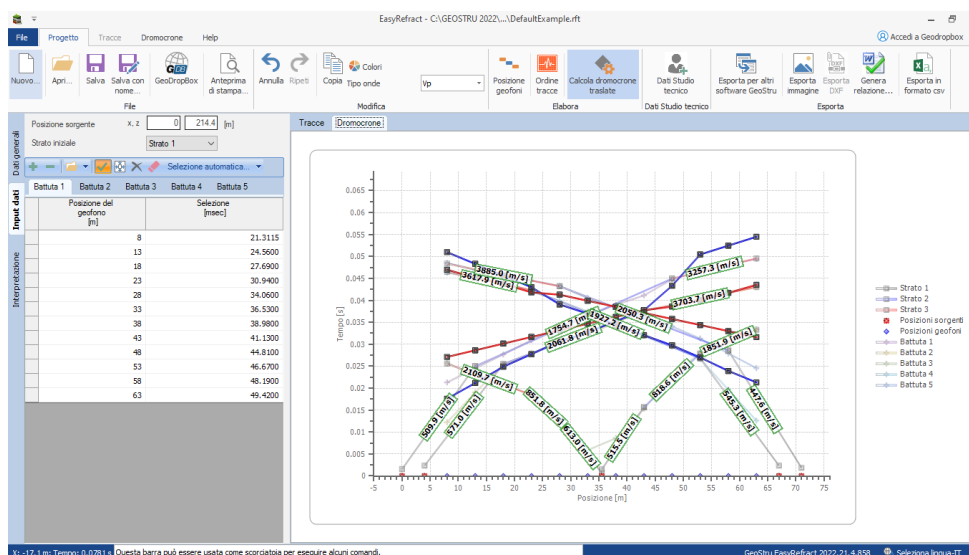 EasyRefract - C:\GEOSTRU 2022\...\DefaultExample.rft
File Progetto Tracce Dromocrone Help
Accedi a Geodropbox
Nuovo... Apri... Salva Salva con nome... GeoDropBox Anteprima di stampa...
Annulla Ripeti Copia Colori
Tipo onde Vp
Posizione geofoni Ordine tracce Calcola dromocrone traslate
Dati Studio tecnico
Esporta per altri software GeoStru Esporta immagine Esporta DXF Genera relazione... Esporta in formato csv
File Modifica Elabora Dati Studio tecnico Esporta
Dati generali
Input dati
Interpretazione
Posizione sorgente x, z 0 214.4 [m]
Strato iniziale Strato 1
Selezione automatica...
Battuta 1 Battuta 2 Battuta 3 Battuta 4 Battuta 5
Posizione del geofono [m] Selezione [msec]
8 21.3115
13 24.5600
18 27.6900
23 30.9400
28 34.0600
33 36.5300
38 38.9800
43 41.1300
48 44.8100
53 46.6700
58 48.1900
63 49.4200
Tracce Dromocrone
0.065
0.06
0.055
0.05
0.045
0.04
0.035
0.03
0.025
0.02
0.015
0.01
0.005
0
Tempo [s]
3885.0 [m/s]
3617.9 [m/s]
3257.3 [m/s]
3703.7 [m/s]
1754.7 [m/s]
1927.2 [m/s]
2050.3 [m/s]
2061.8 [m/s]
1851.9 [m/s]
2109.7 [m/s]
509.9 [m/s]
571.0 [m/s]
851.8 [m/s]
613.0 [m/s]
515.5 [m/s]
818.6 [m/s]
545.3 [m/s]
447.6 [m/s]
-5 0 5 10 15 20 25 30 35 40 45 50 55 60 65 70 75
Posizione [m]
Strato 1
Strato 2
Strato 3
Posizioni sorgenti
Posizioni geofoni
Battuta 1
Battuta 2
Battuta 3
Battuta 4
Battuta 5
X: -17.1 m; Tempo: 0.0781 s Questa barra può essere usata come scorciatoia per eseguire alcuni comandi.
GeoStru EasyRefract 2022.21.4.858 Seleziona lingua-IT